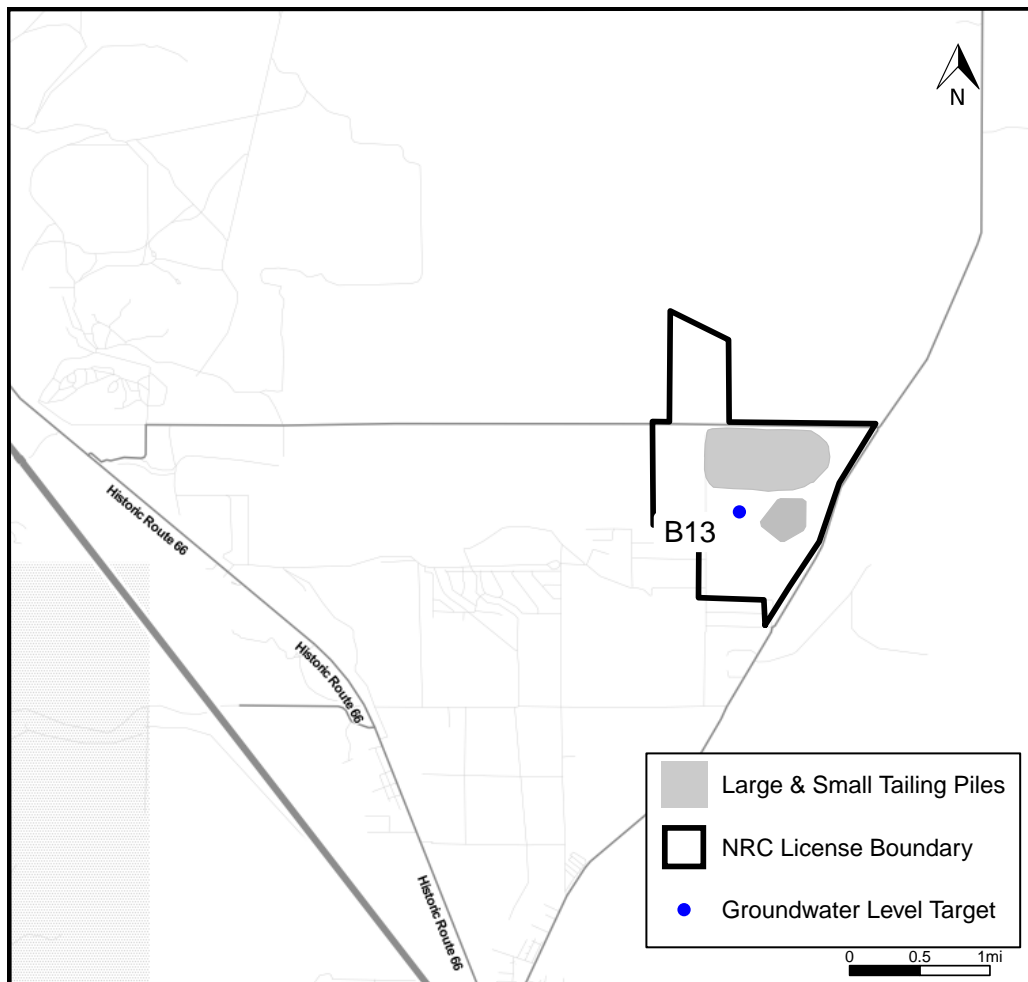 N
B13
Historic Route 66
Historic Route 66
Historic Route 66
Large & Small Tailing Piles
NRC License Boundary
Groundwater Level Target
0 0.5 1mi